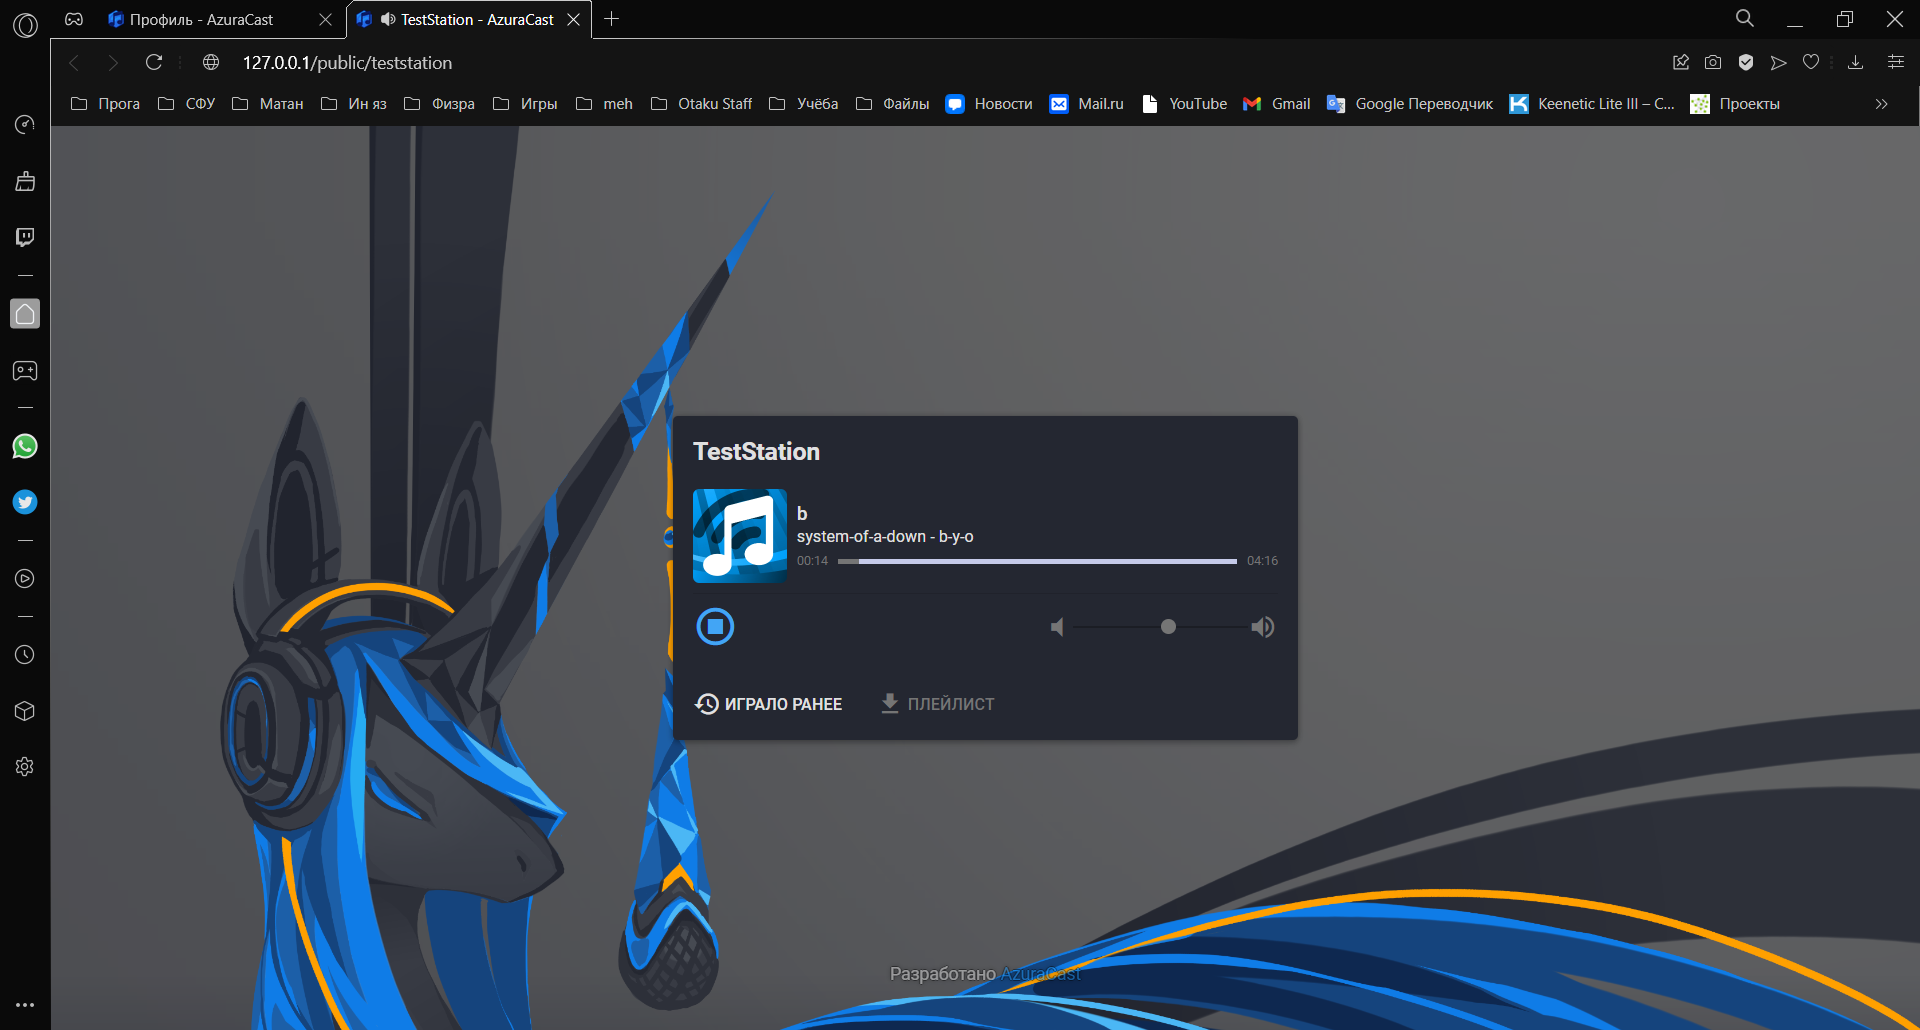 Профиль - AzuraCast
TestStation - AzuraCast
127.0.0.1/public/teststation
Прога СФУ Матан Ин яз Физра Игры meh Otaku Staff Учёба Файлы Новости Mail.ru YouTube Gmail Google Переводчик Keenetic Lite III – С... Проекты
TestStation
b
system-of-a-down - b-y-o
00:14 04:16
ИГРАЛО РАНЕЕ ПЛЕЙЛИСТ
Разработано AzuraCast